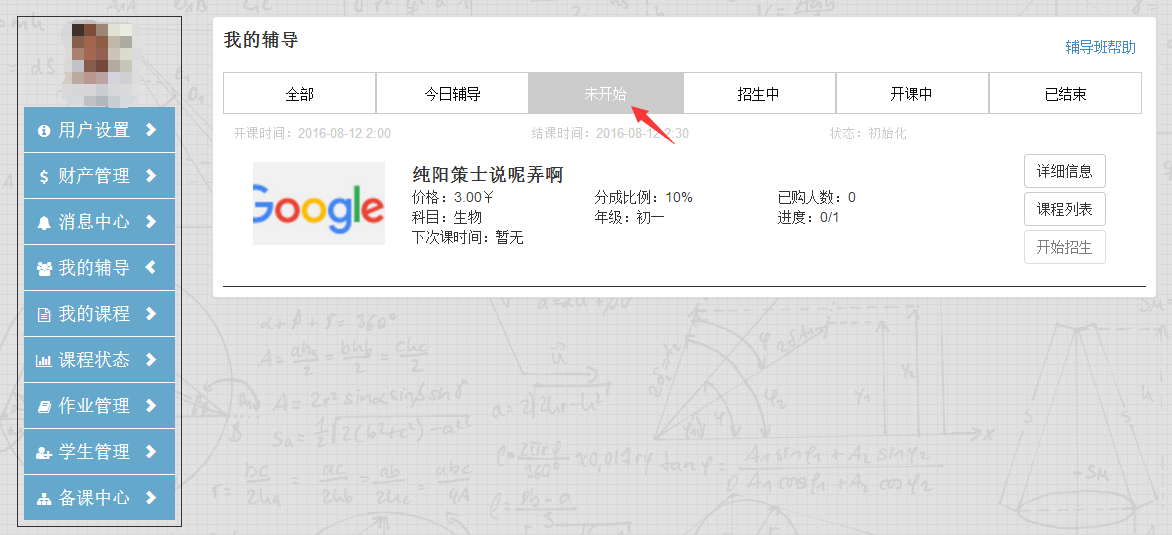 用户设置
财产管理
消息中心
我的辅导
我的课程
课程状态
作业管理
学生管理
备课中心
我的辅导
辅导班帮助
全部 今日辅导 未开始 招生中 开课中 已结束
开课时间：2016-08-12 2:00 结课时间：2016-08-12 2:30 状态：初始化
Google
纯阳策士说呢弄啊
价格：3.00￥ 分成比例：10% 已购人数：0
科目：生物 年级：初一 进度：0/1
下次课时间：暂无
详细信息
课程列表
开始招生